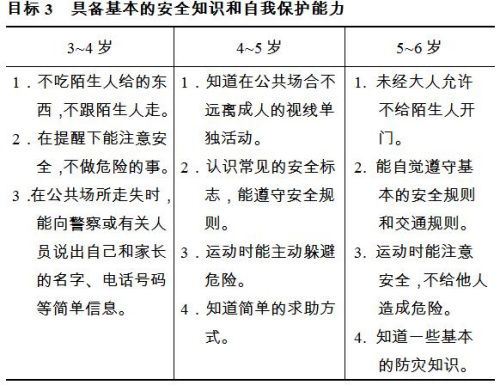 目标 3 具备基本的安全知识和自我保护能力
3~4 岁
4~5 岁
5~6 岁
1．不吃陌生人给的东
西，不跟陌生人走。
2．在提醒下能注意安
全，不做危险的事。
3．在公共场所走失时，
能向警察或有关人
员说出自己和家长
的名字、电话号码
等简单信息。
1．知道在公共场合不
远离成人的视线单
独活动。
2．认识常见的安全标
志，能遵守安全规
则。
3．运动时能主动躲避
危险。
4．知道简单的求助方
式。
1. 未经大人允许
不给陌生人开
门。
2. 能自觉遵守基
本的安全规则
和交通规则。
3. 运动时能注意
安全，不给他人
造成危险。
4. 知道一些基本
的防灾知识。